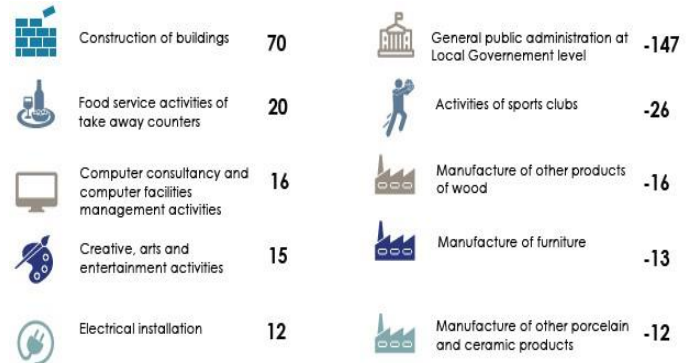 Construction of buildings 70
Food service activities of
take away counters 20
Computer consultancy and
computer facilities
management activities 16
Creative, arts and
entertainment activities 15
Electrical installation 12
General public administration at
Local Governement level -147
Activities of sports clubs -26
Manufacture of other products
of wood -16
Manufacture of furniture -13
Manufacture of other porcelain
and ceramic products -12